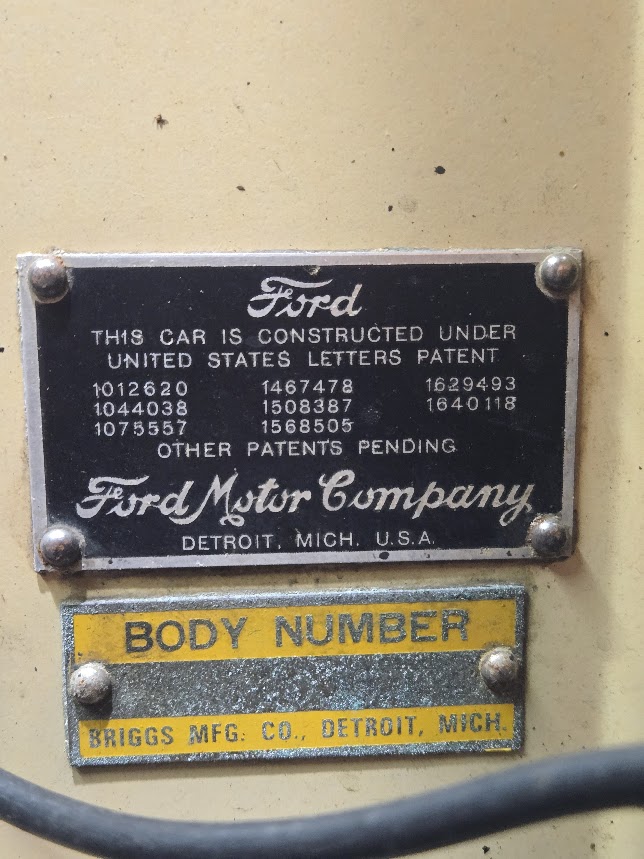 Ford
THIS CAR IS CONSTRUCTED UNDER
UNITED STATES LETTERS PATENT
1012620 1467478 1629493
1044038 1508387 1640118
1075557 1568505
OTHER PATENTS PENDING
Ford Motor Company
DETROIT, MICH. U.S.A.
BODY NUMBER
BRIGGS MFG. CO., DETROIT, MICH.